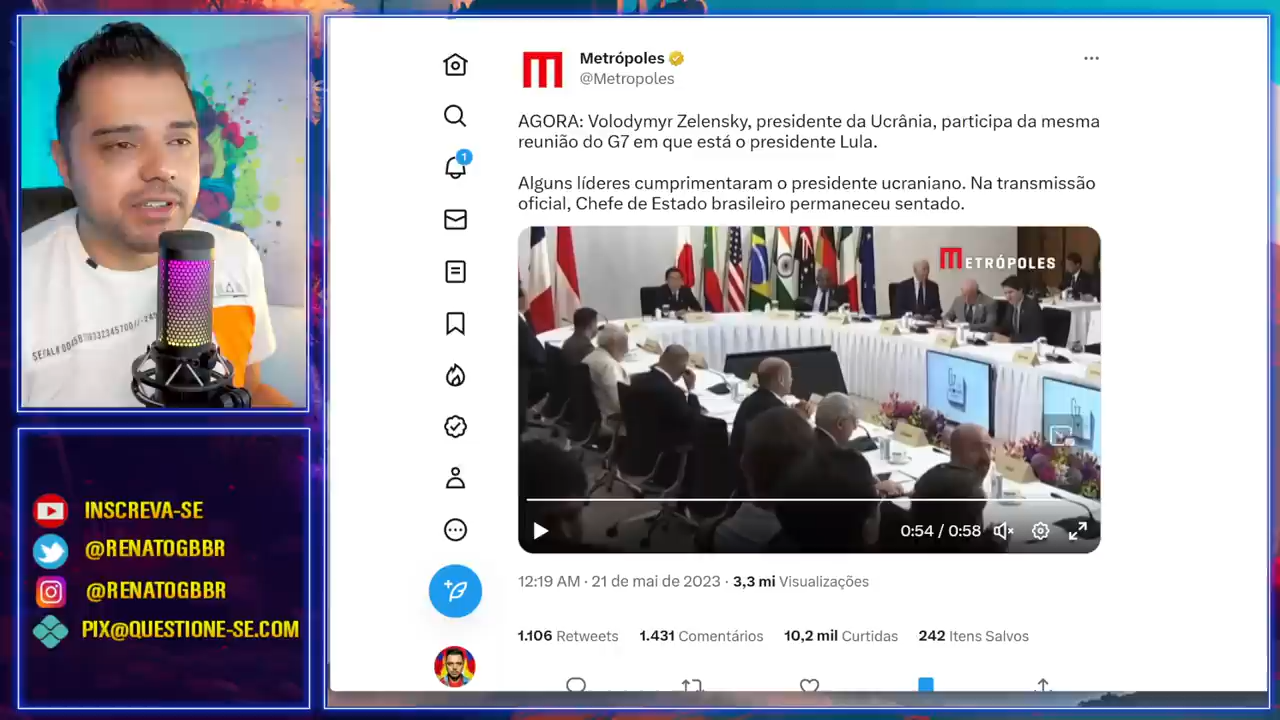 Metrópoles
@Metropoles
AGORA: Volodymyr Zelensky, presidente da Ucrânia, participa da mesma
reunião do G7 em que está o presidente Lula.
Alguns líderes cumprimentaram o presidente ucraniano. Na transmissão
oficial, Chefe de Estado brasileiro permaneceu sentado.
METRÓPOLES
0:54 / 0:58
12:19 AM · 21 de mai de 2023 · 3,3 mi Visualizações
1.106 Retweets 1.431 Comentários 10,2 mil Curtidas 242 Itens Salvos
1
INSCREVA-SE
@RENATOGBBR
@RENATOGBBR
PIX@QUESTIONE-SE.COM